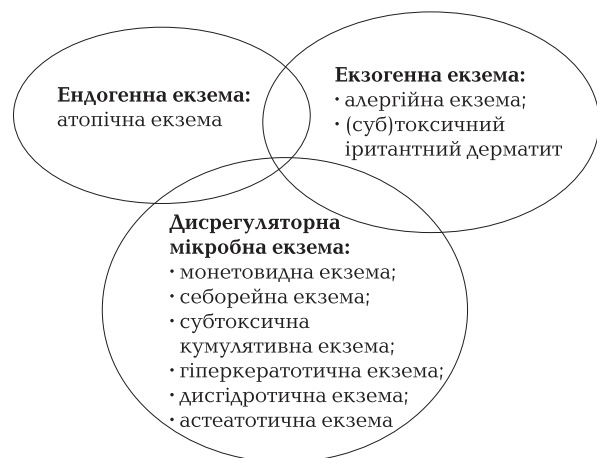 Ендогенна екзема:
атопічна екзема
Екзогенна екзема:
· алергійна екзема;
· (суб)токсичний
іритантний дерматит
Дисрегуляторна
мікробна екзема:
· монетовидна екзема;
· себорейна екзема;
· субтоксична
кумулятивна екзема;
· гіперкератотична екзема;
· дисгідротична екзема;
· астеатотична екзема